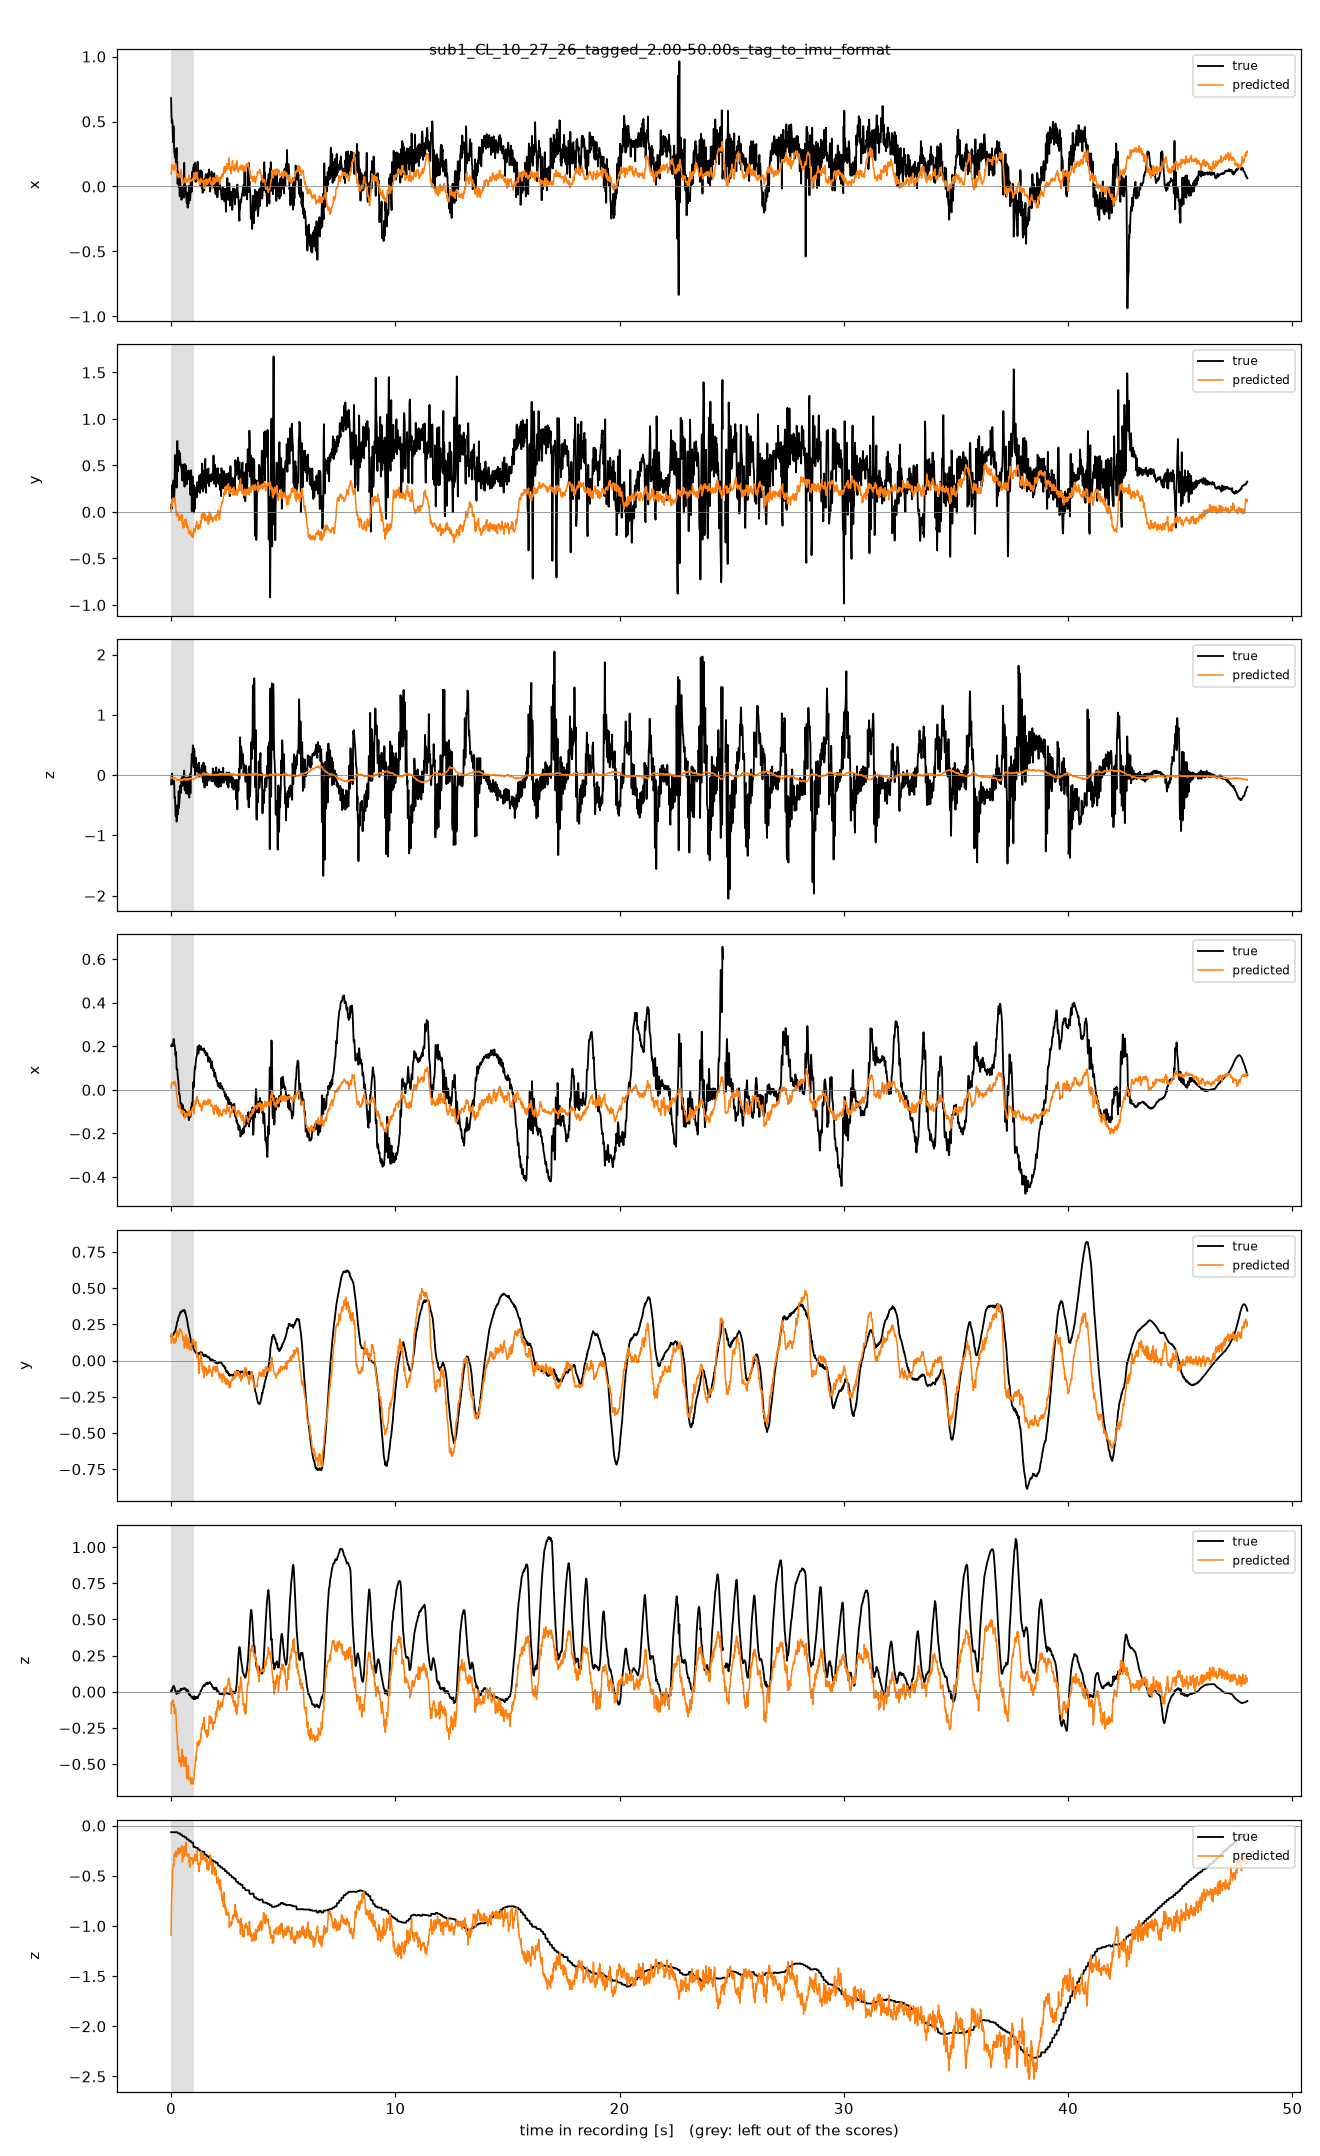 sub1_CL_10_27_26_tagged_2.00-50.00s_tag_to_imu_format
1.0
0.5
0.0
−0.5
−1.0
x
true
predicted
1.5
1.0
0.5
0.0
−0.5
−1.0
y
true
predicted
2
1
0
−1
−2
z
true
predicted
0.6
0.4
0.2
0.0
−0.2
−0.4
x
true
predicted
0.75
0.50
0.25
0.00
−0.25
−0.50
−0.75
y
true
predicted
1.00
0.75
0.50
0.25
0.00
−0.25
−0.50
z
true
predicted
0.0
−0.5
−1.0
−1.5
−2.0
−2.5
z
true
predicted
0 10 20 30 40 50
time in recording [s] (grey: left out of the scores)